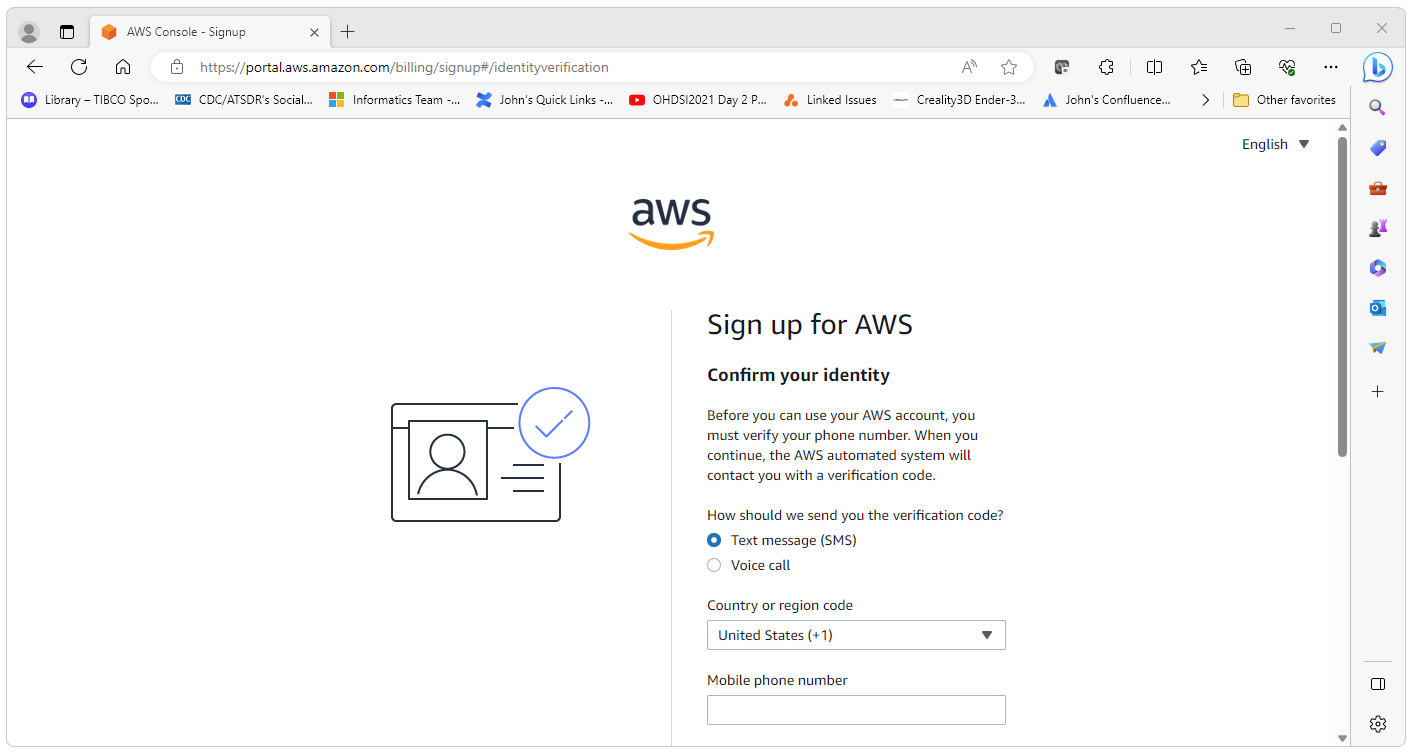 AWS Console - Signup
https://portal.aws.amazon.com/billing/signup#/identityverification
Library – TIBCO Spo...
CDC CDC/ATSDR's Social...
Informatics Team -...
John's Quick Links -...
OHDSI2021 Day 2 P...
Linked Issues
Creality3D Ender-3...
John's Confluence...
Other favorites
English
aws
Sign up for AWS
Confirm your identity
Before you can use your AWS account, you
must verify your phone number. When you
continue, the AWS automated system will
contact you with a verification code.
How should we send you the verification code?
Text message (SMS)
Voice call
Country or region code
United States (+1)
Mobile phone number